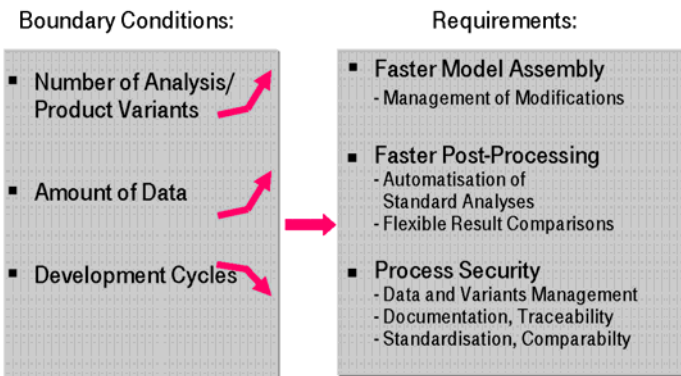 Boundary Conditions:
▪ Number of Analysis/
Product Variants
▪ Amount of Data
▪ Development Cycles
Requirements:
▪ Faster Model Assembly
- Management of Modifications
▪ Faster Post-Processing
- Automatisation of
Standard Analyses
- Flexible Result Comparisons
▪ Process Security
- Data and Variants Management
- Documentation, Traceability
- Standardisation, Comparabilty